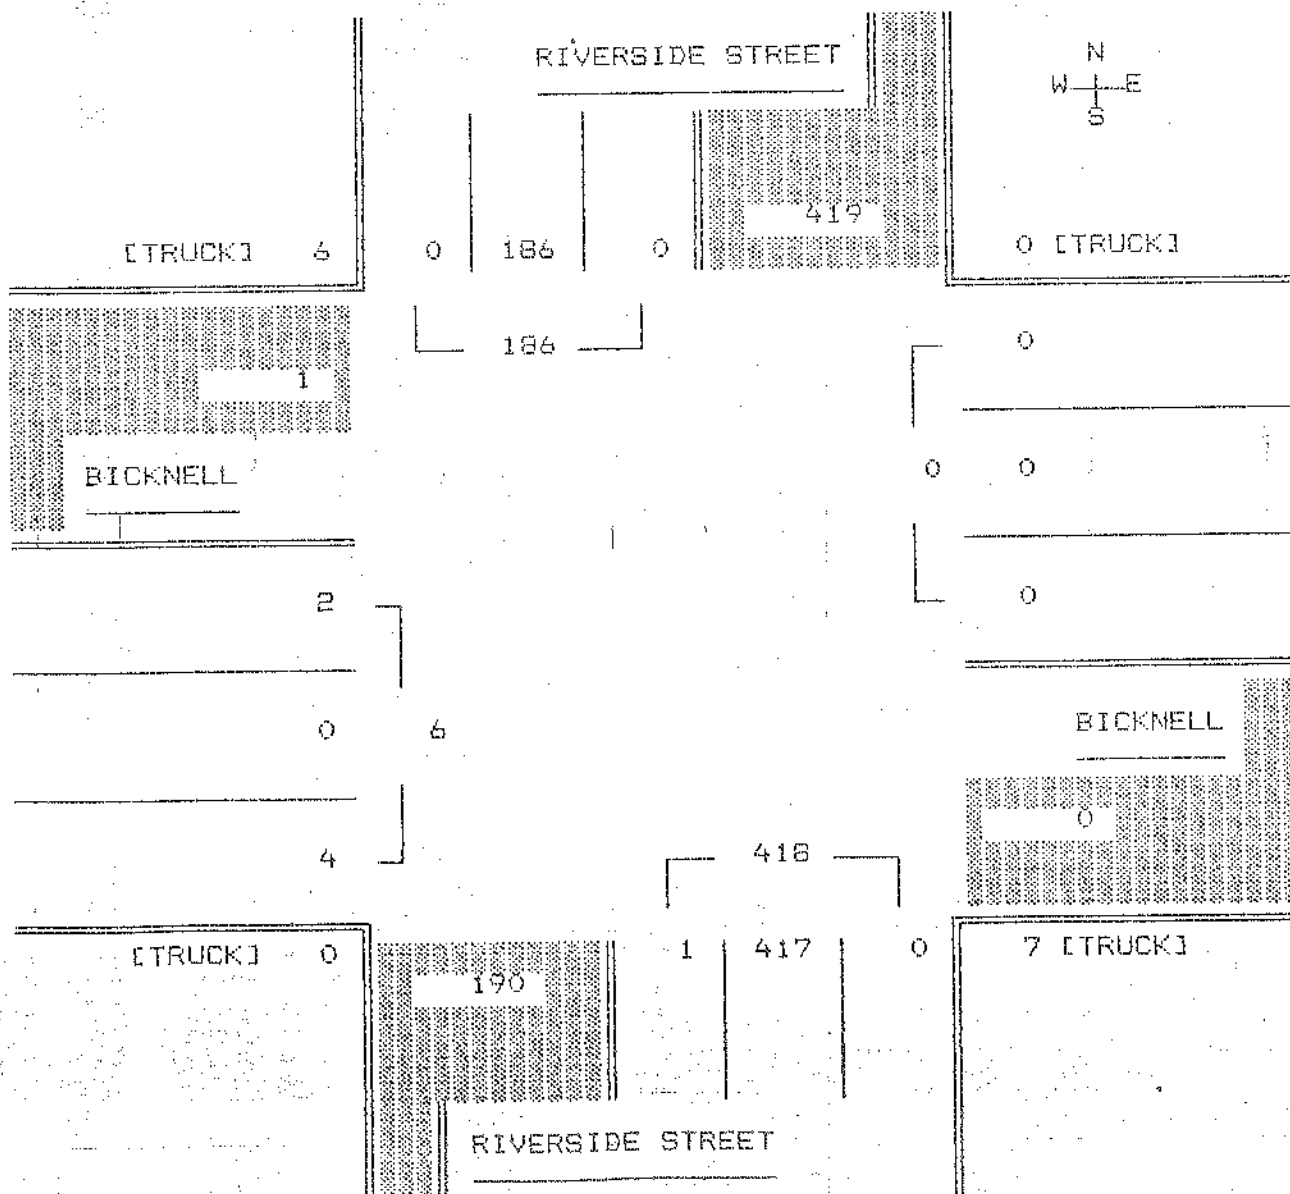 RIVERSIDE STREET
N
W E
S
419
[TRUCK] 6 0 186 0 0 [TRUCK]
186
0
1
BICKNELL
0 0
2
0
0 6
BICKNELL
0
4
418
[TRUCK] 0 1 417 0 7 [TRUCK]
190
RIVERSIDE STREET